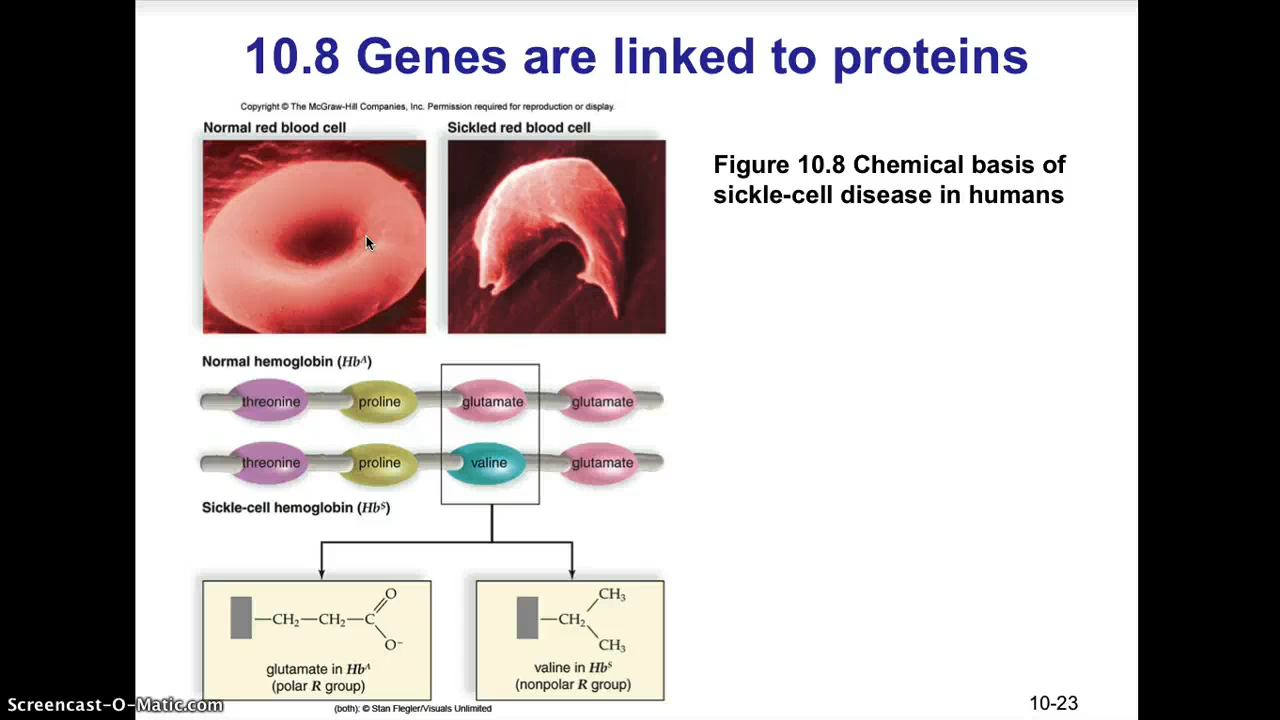 10.8 Genes are linked to proteins
Copyright © The McGraw-Hill Companies, Inc. Permission required for reproduction or display.
Normal red blood cell
Sickled red blood cell
Figure 10.8 Chemical basis of
sickle-cell disease in humans
Normal hemoglobin (Hbᴬ)
threonine proline glutamate glutamate
threonine proline valine glutamate
Sickle-cell hemoglobin (Hbˢ)
O
—CH₂—CH₂—C
O⁻
glutamate in Hbᴬ
(polar R group)
CH₃
—CH₂
CH₃
valine in Hbˢ
(nonpolar R group)
(both): © Stan Flegler/Visuals Unlimited
10-23
Screencast-O-Matic.com